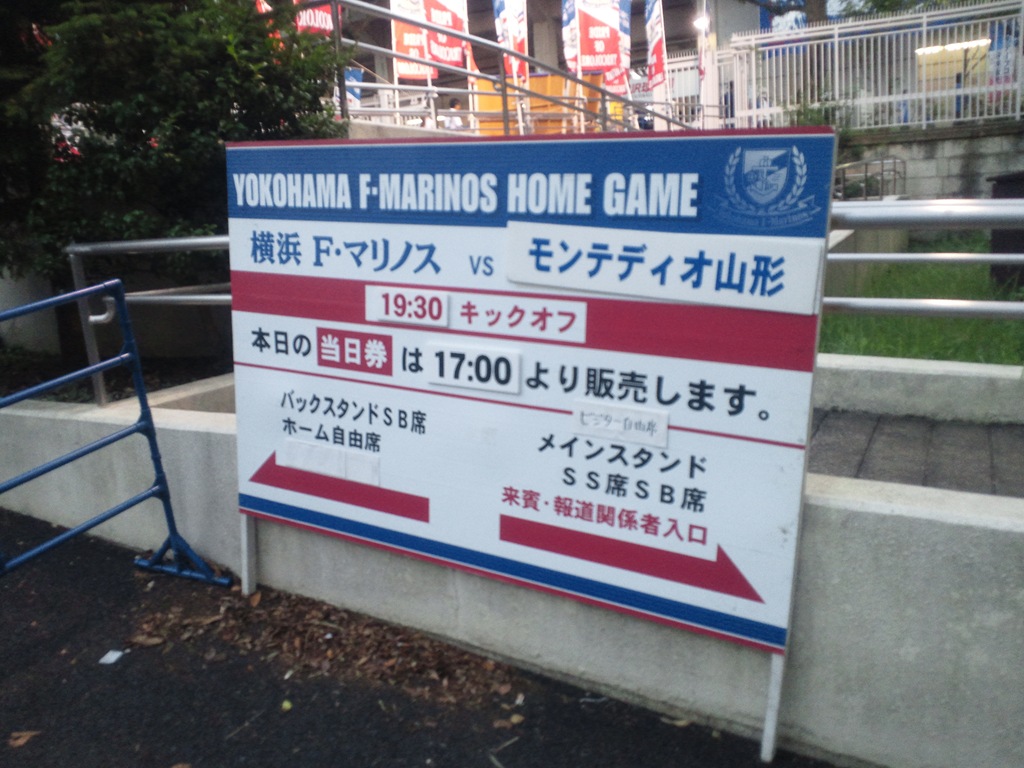 YOKOHAMA F·MARINOS HOME GAME
横浜 F·マリノス VS モンテディオ山形
19:30 キックオフ
本日の 当日券 は 17:00 より販売します。
バックスタンドSB席
ホーム自由席
ビジター自由席
メインスタンド
SS席SB席
来賓・報道関係者入口